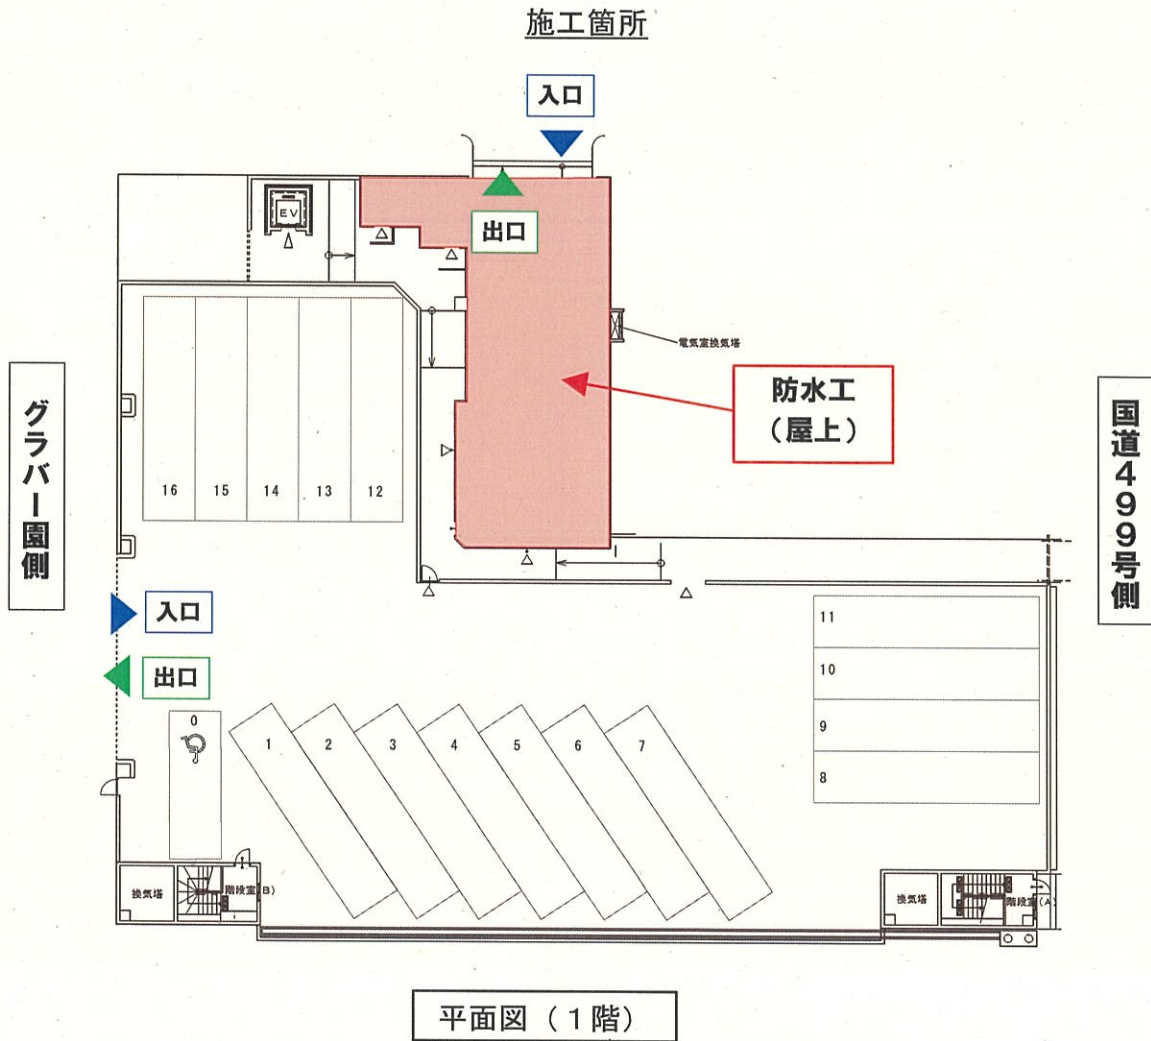 施工箇所
入口
出口
EV
電気室換気塔
防水工
（屋上）
グラバー園側
国道499号側
16
15
14
13
12
入口
出口
11
10
9
8
0
1
2
3
4
5
6
7
換気塔
階段室(B)
換気塔
階段室(A)
平面図（１階）